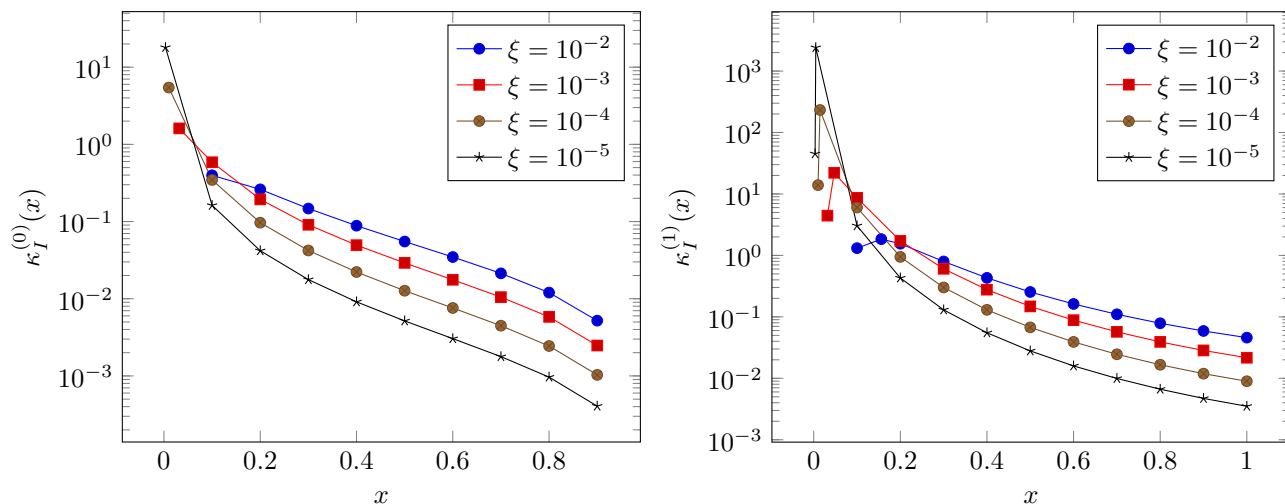 10^1
10^0
10^{-1}
10^{-2}
10^{-3}
κ_I^{(0)}(x)
0 0.2 0.4 0.6 0.8
x
ξ = 10^{-2}
ξ = 10^{-3}
ξ = 10^{-4}
ξ = 10^{-5}
10^3
10^2
10^1
10^0
10^{-1}
10^{-2}
10^{-3}
κ_I^{(1)}(x)
0 0.2 0.4 0.6 0.8 1
x
ξ = 10^{-2}
ξ = 10^{-3}
ξ = 10^{-4}
ξ = 10^{-5}